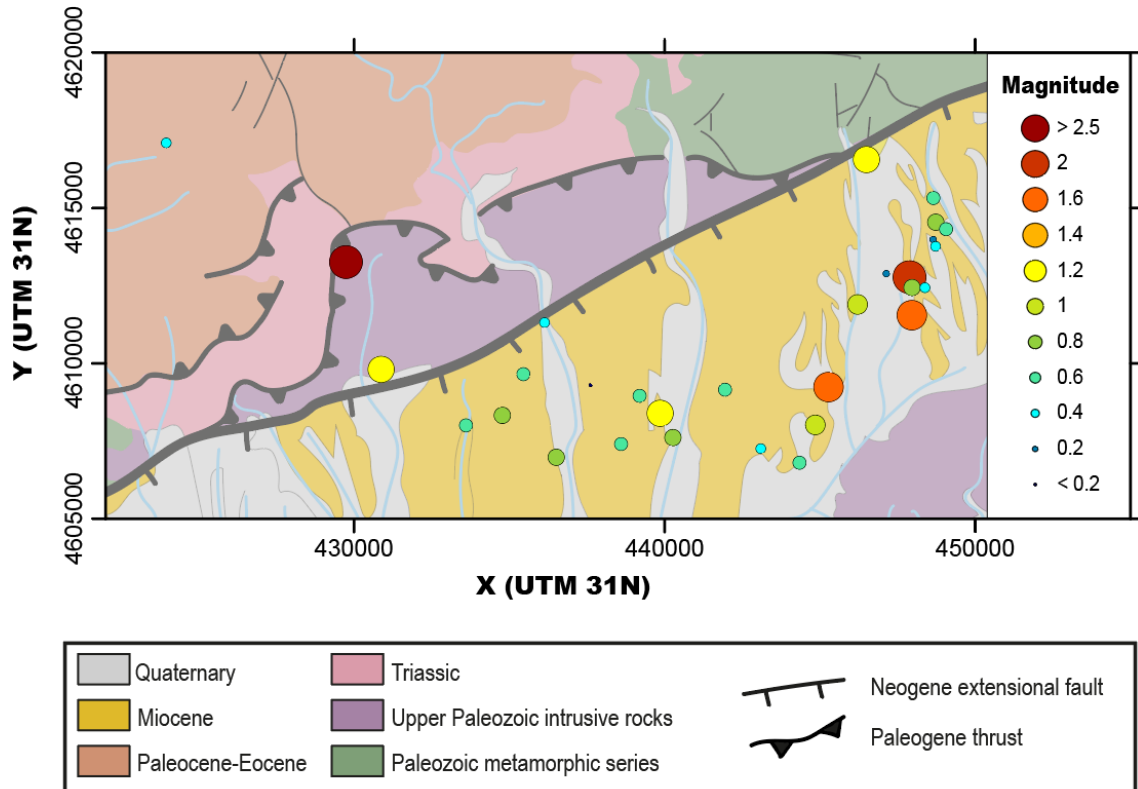 4620000
4615000
4610000
4605000
Y (UTM 31N)
430000
440000
450000
X (UTM 31N)
Magnitude
> 2.5
2
1.6
1.4
1.2
1
0.8
0.6
0.4
0.2
< 0.2
Quaternary
Miocene
Paleocene-Eocene
Triassic
Upper Paleozoic intrusive rocks
Paleozoic metamorphic series
Neogene extensional fault
Paleogene thrust